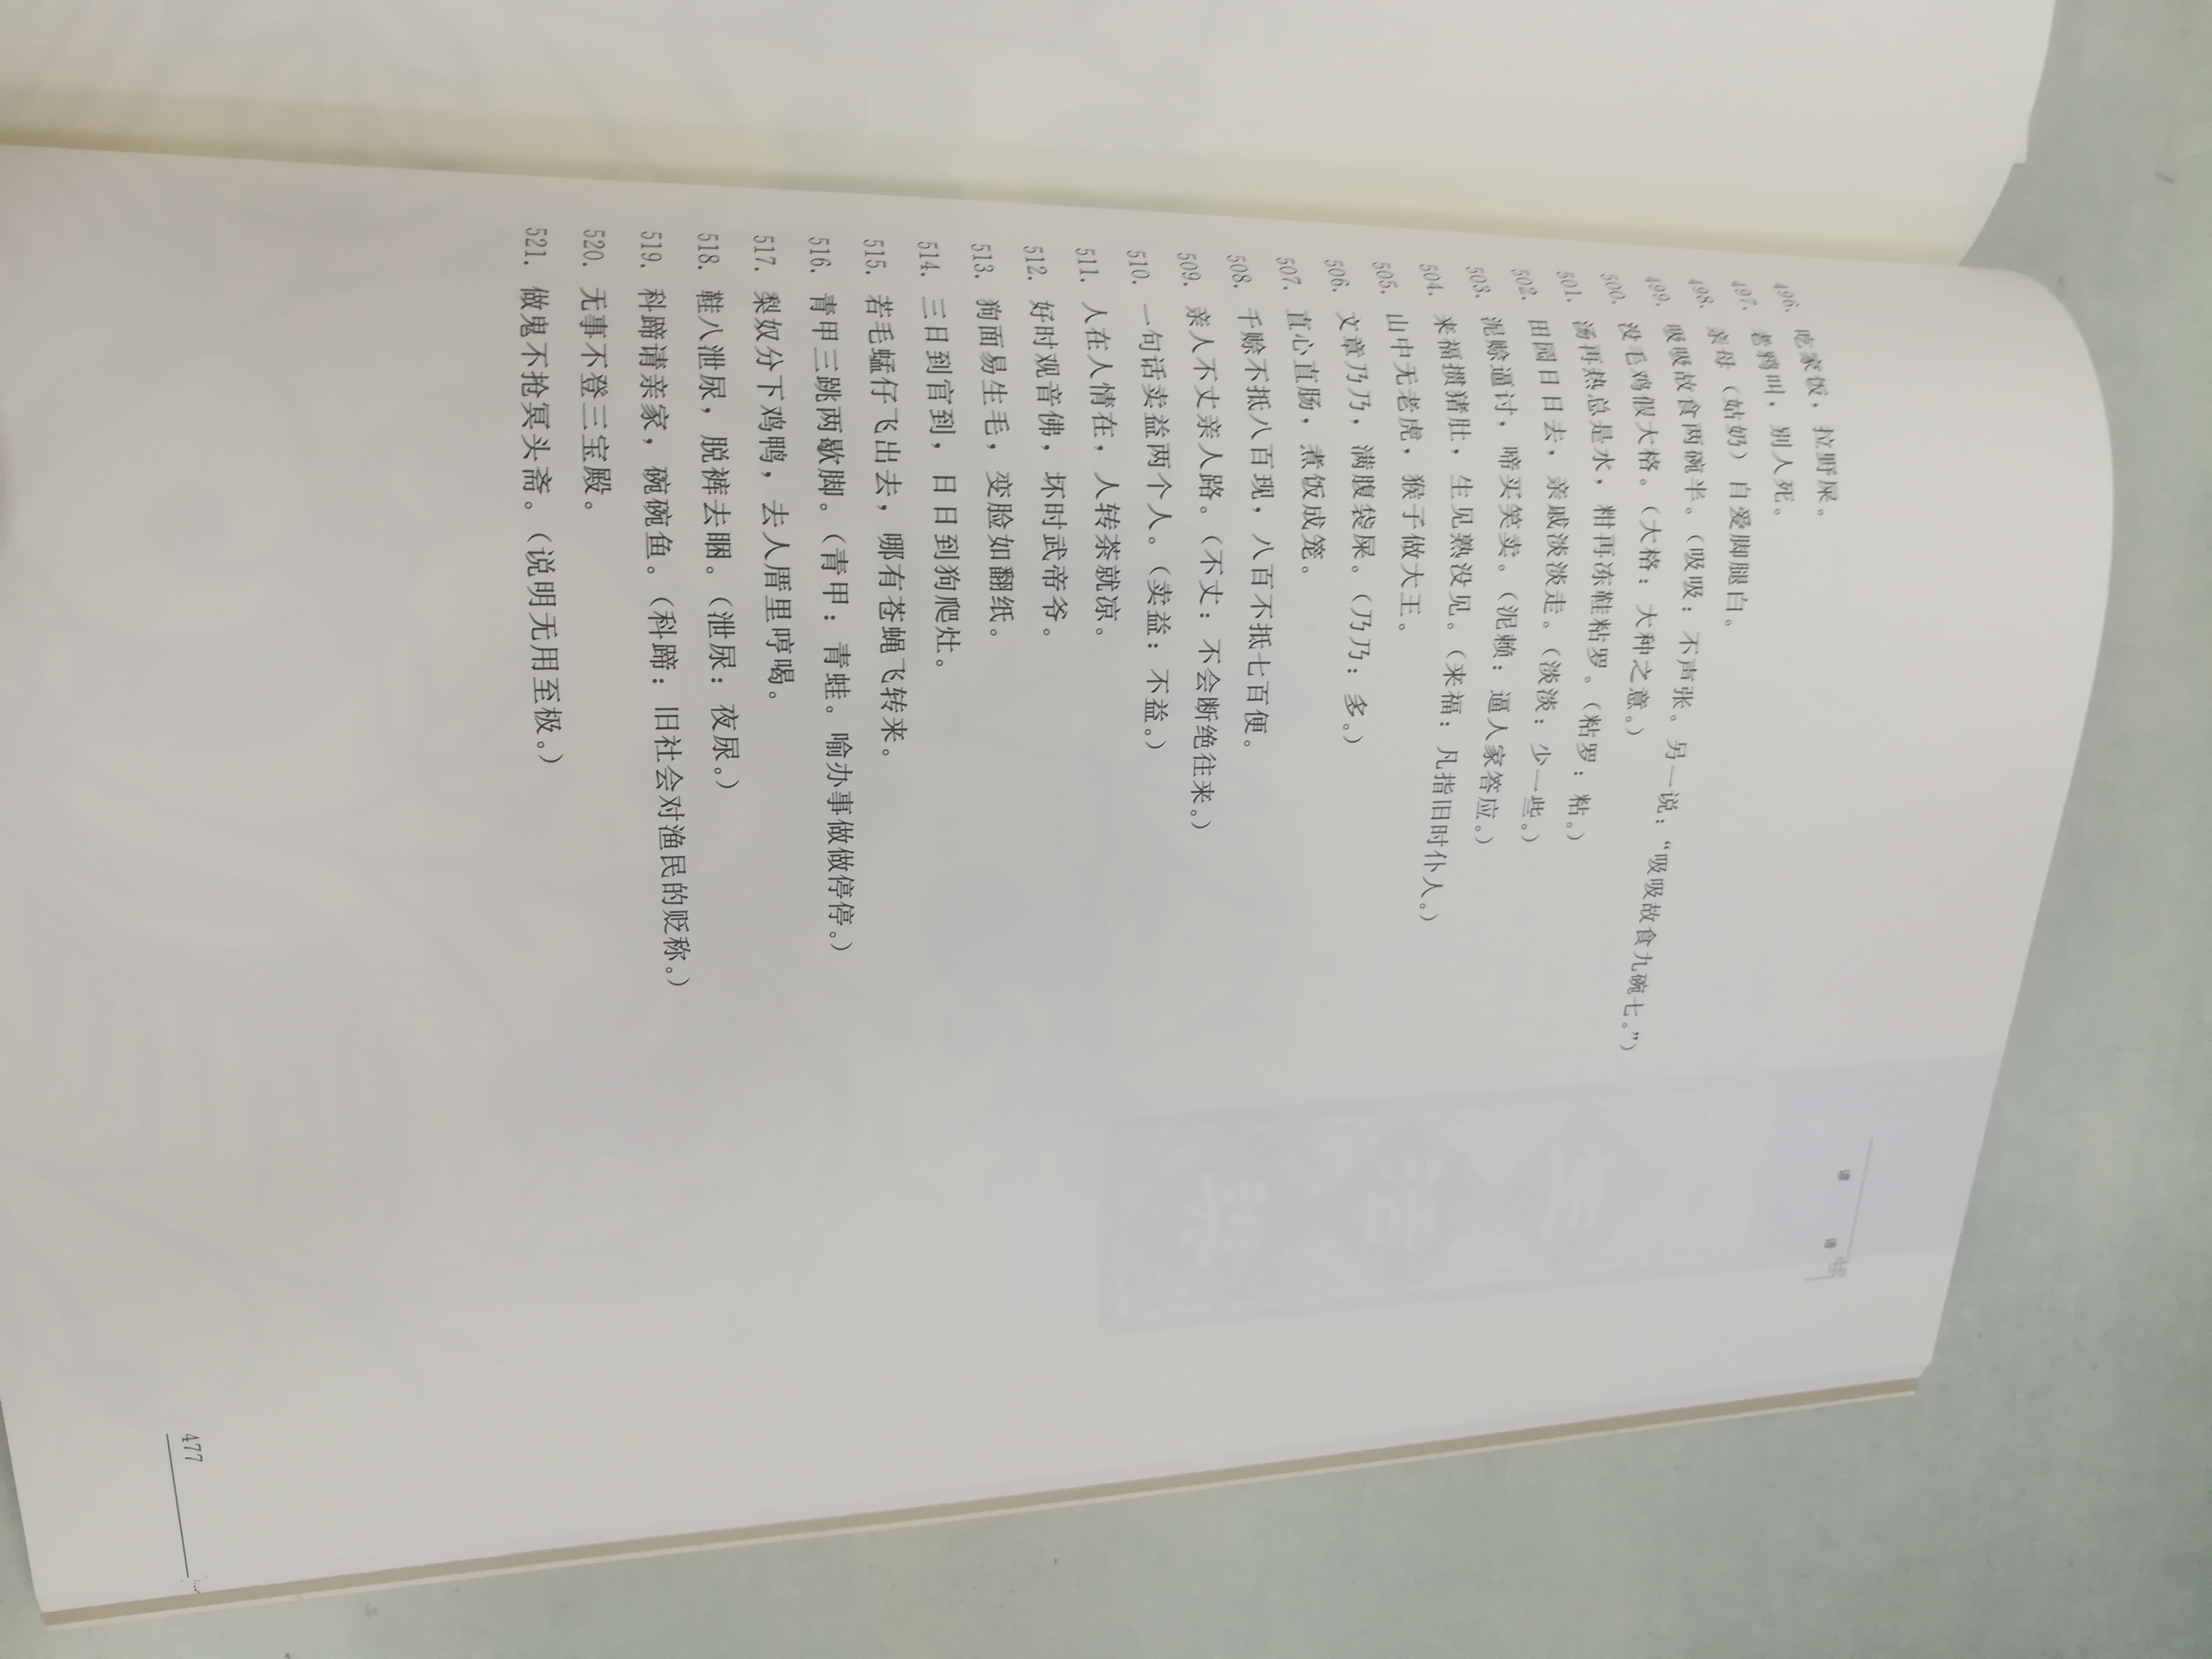 谚 语
496. 吃家饭，拉野屎。
497. 老鸦叫，别人死。
498. 亲母（姑奶）自爱脚腿白。
499. 吸吸故食两碗半。（吸吸：不声张。另一说：“吸吸故食九碗七。”）
500. 没毛鸡假大格。（大格：大种之意。）
501. 汤再热总是水，粗再冻鞋粘罗。（粘罗：粘。）
502. 田园日日去，亲戚淡淡走。（淡淡：少一些。）
503. 泥赊逼讨，啼买笑卖。（泥赖：逼人家答应。）
504. 来福掼猪肚，生见熟没见。（来福：凡指旧时仆人。）
505. 山中无老虎，猴子做大王。
506. 文章乃乃，满腹袋屎。（乃乃：多。）
507. 直心直肠，煮饭成笼。
508. 千赊不抵八百现，八百不抵七百便。
509. 亲人不丈亲人路。（不丈：不会断绝往来。）
510. 一句话卖益两个人。（卖益：不益。）
511. 人在人情在，人转茶就凉。
512. 好时观音佛，坏时武帝爷。
513. 狗面易生毛，变脸如翻纸。
514. 三日到官到，日日到狗爬灶。
515. 若毛蜢仔飞出去，哪有苍蝇飞转来。
516. 青甲三跳两歇脚。（青甲：青蛙。喻办事做做停停。）
517. 梨奴分下鸡鸭，去人厝里哼喝。
518. 鞋八泄尿，脱裤去睏。（泄尿：夜尿。）
519. 科蹄请亲家，碗碗鱼。（科蹄：旧社会对渔民的贬称。）
520. 无事不登三宝殿。
521. 做鬼不抢冥头斋。（说明无用至极。）
477